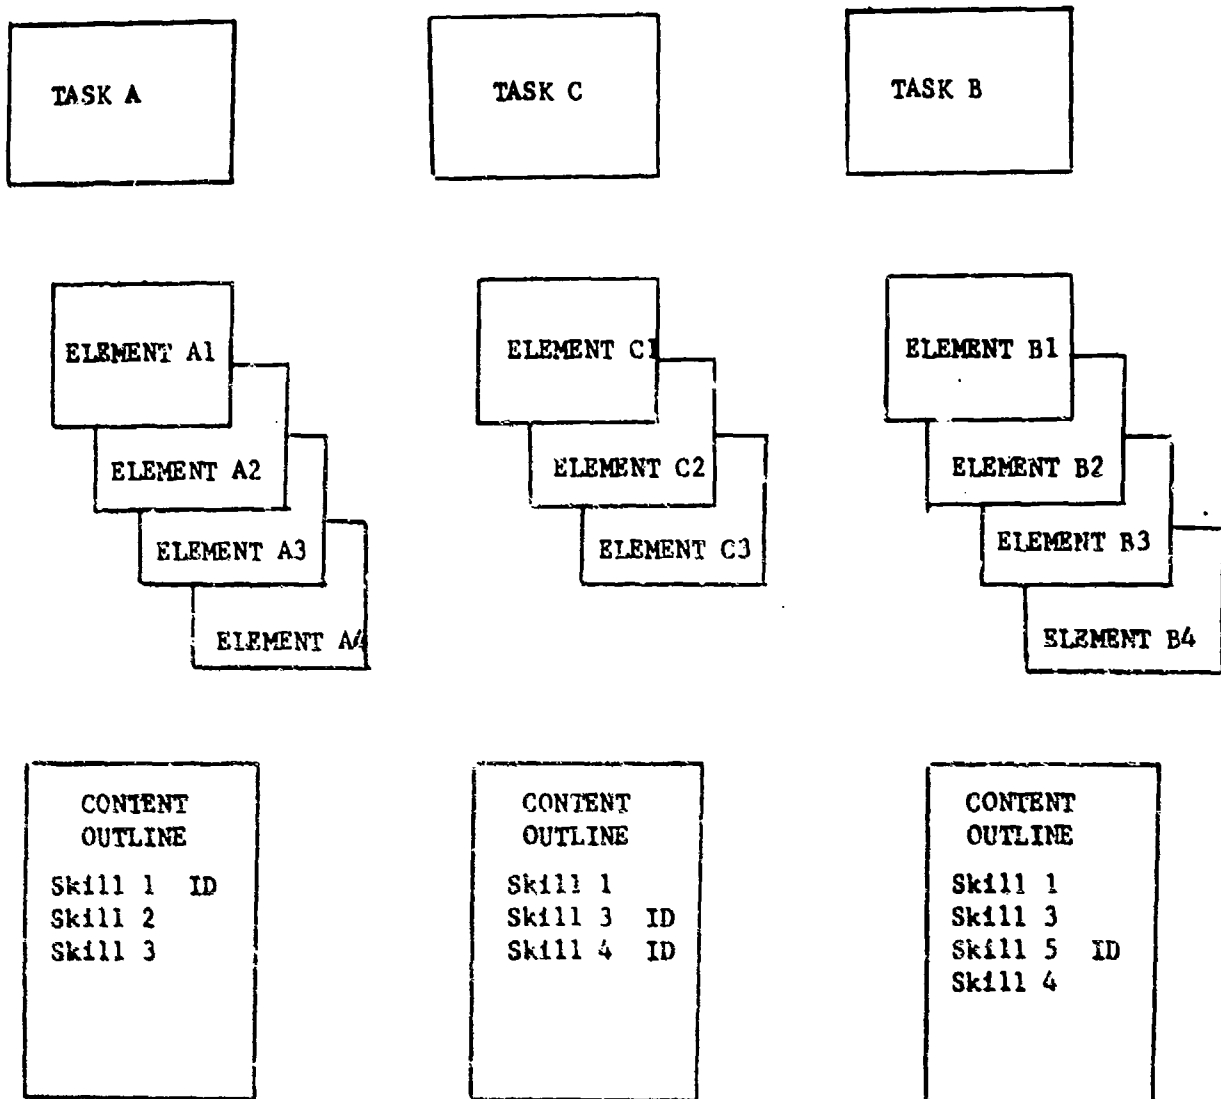 TASK A
TASK C
TASK B
ELEMENT A1
ELEMENT A2
ELEMENT A3
ELEMENT A4
ELEMENT C1
ELEMENT C2
ELEMENT C3
ELEMENT B1
ELEMENT B2
ELEMENT B3
ELEMENT B4
CONTENT
OUTLINE
Skill 1 ID
Skill 2
Skill 3
CONTENT
OUTLINE
Skill 1
Skill 3 ID
Skill 4 ID
CONTENT
OUTLINE
Skill 1
Skill 3
Skill 5 ID
Skill 4